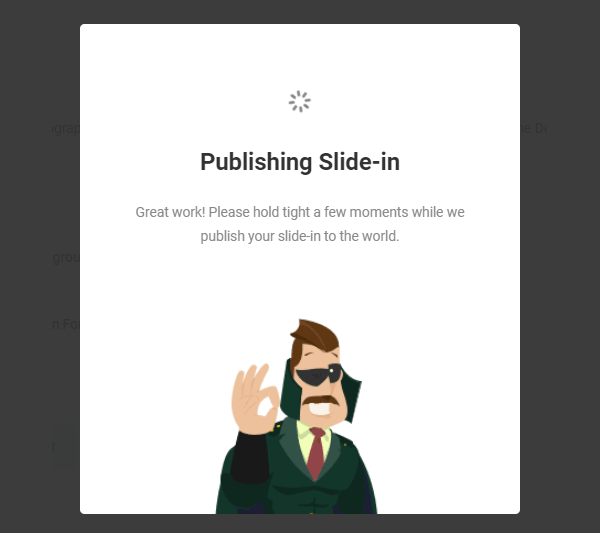 Publishing Slide-in
Great work! Please hold tight a few moments while we
publish your slide-in to the world.